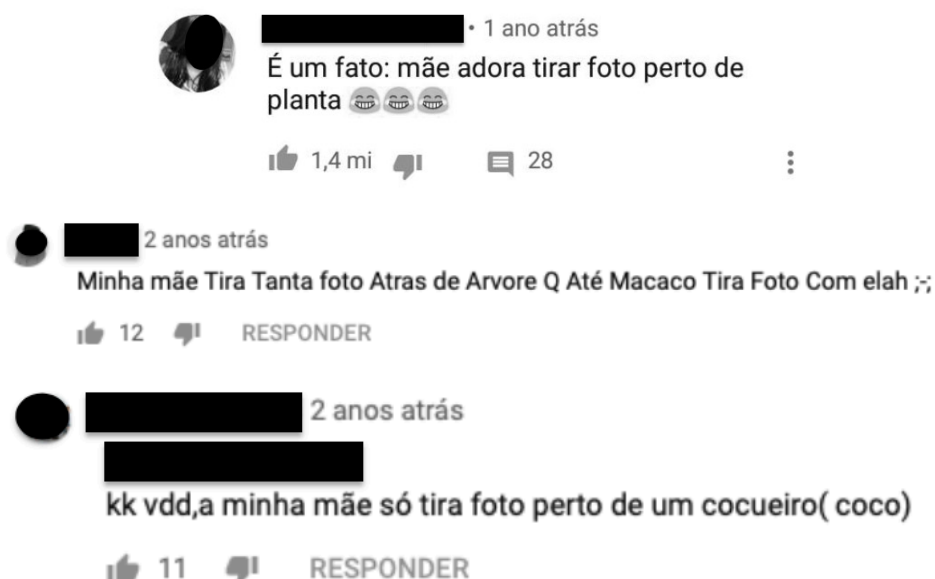 • 1 ano atrás
É um fato: mãe adora tirar foto perto de
planta 😂😂😂
1,4 mi 28
2 anos atrás
Minha mãe Tira Tanta foto Atras de Arvore Q Até Macaco Tira Foto Com elah ;-;
12 RESPONDER
2 anos atrás
kk vdd,a minha mãe só tira foto perto de um cocueiro( coco)
11 RESPONDER